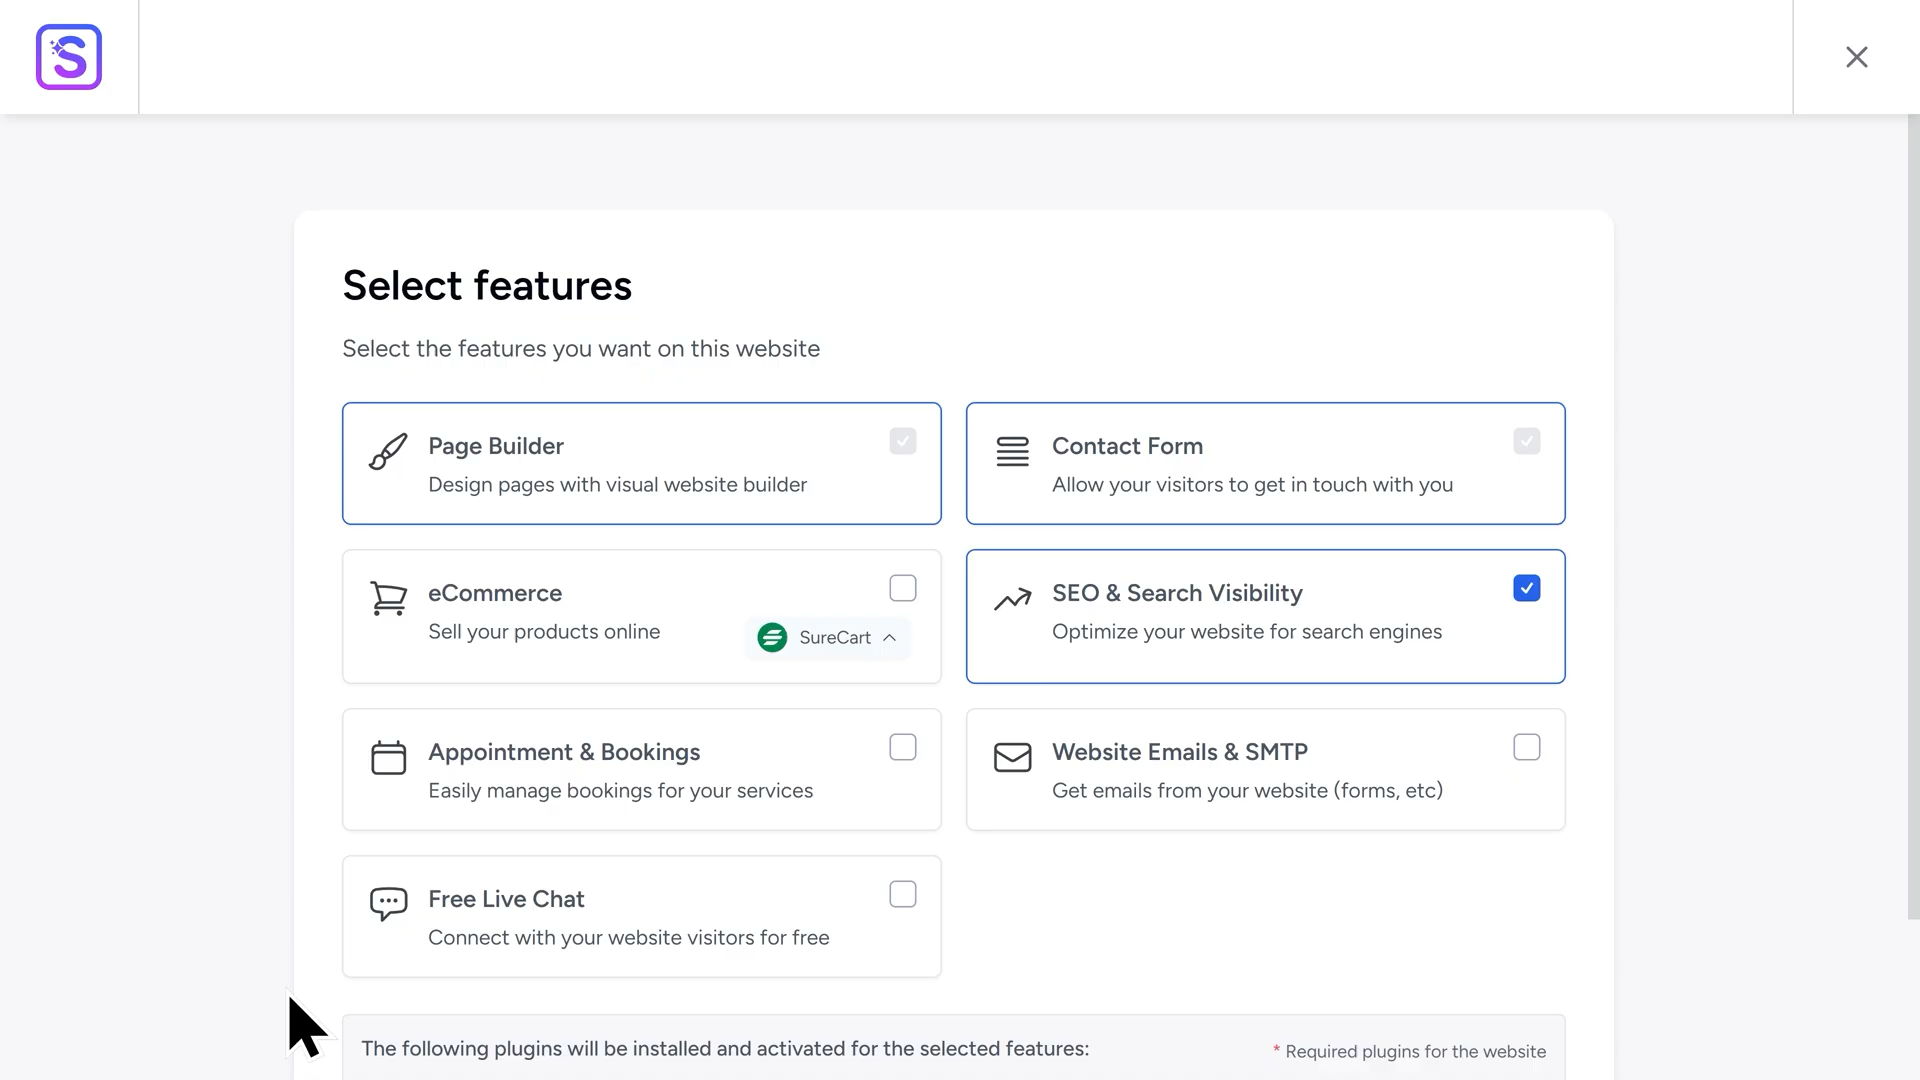 S
Select features
Select the features you want on this website
Page Builder
Design pages with visual website builder
Contact Form
Allow your visitors to get in touch with you
eCommerce
Sell your products online
SureCart
SEO & Search Visibility
Optimize your website for search engines
Appointment & Bookings
Easily manage bookings for your services
Website Emails & SMTP
Get emails from your website (forms, etc)
Free Live Chat
Connect with your website visitors for free
The following plugins will be installed and activated for the selected features:
* Required plugins for the website